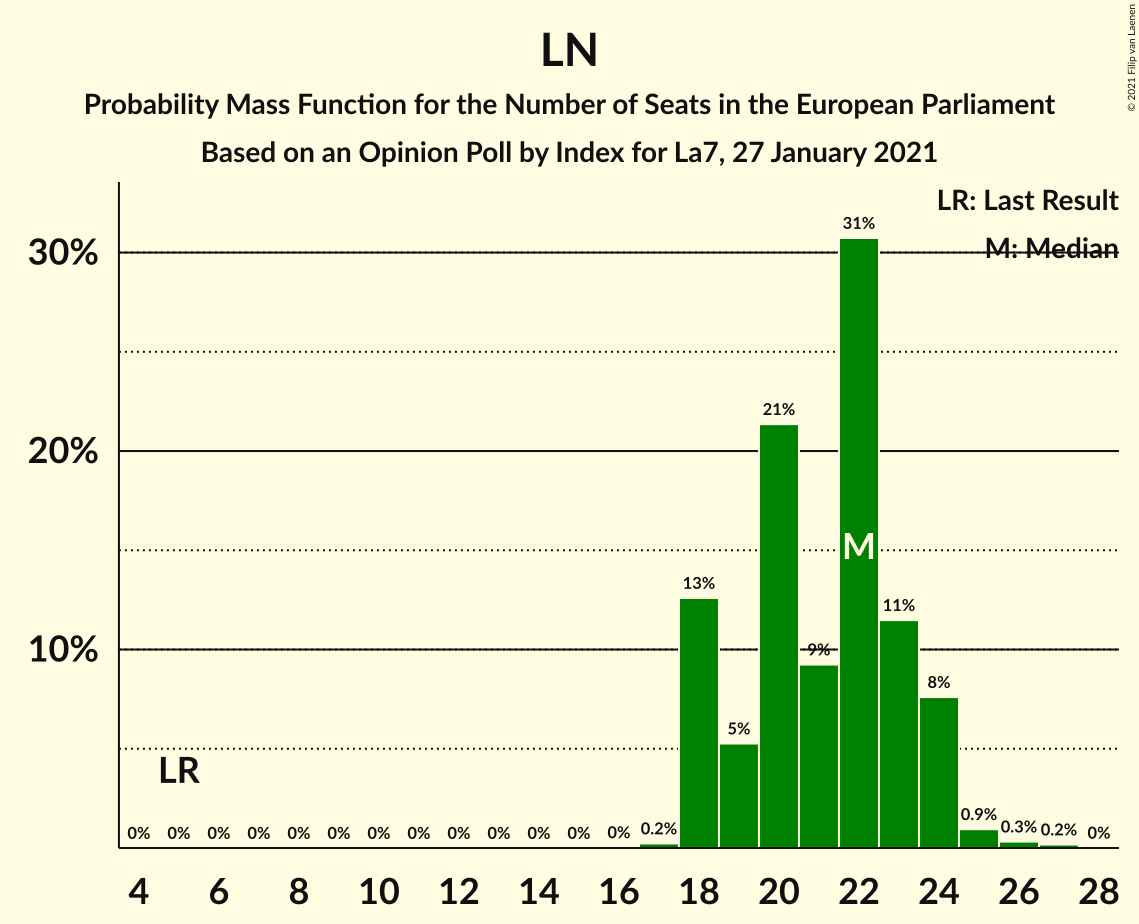 LN
Probability Mass Function for the Number of Seats in the European Parliament
Based on an Opinion Poll by Index for La7, 27 January 2021
© 2021 Filip van Laenen
LR: Last Result
M: Median
30%
20%
10%
31%
21%
M
13%
11%
9%
8%
5%
LR
0% 0% 0% 0% 0% 0% 0% 0% 0% 0% 0% 0% 0% 0.2% 0.9% 0.3% 0.2% 0%
4 6 8 10 12 14 16 18 20 22 24 26 28